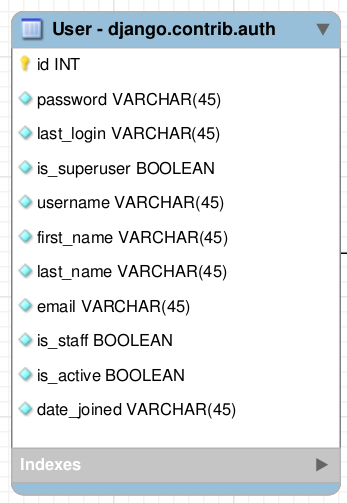 User - django.contrib.auth
id INT
password VARCHAR(45)
last_login VARCHAR(45)
is_superuser BOOLEAN
username VARCHAR(45)
first_name VARCHAR(45)
last_name VARCHAR(45)
email VARCHAR(45)
is_staff BOOLEAN
is_active BOOLEAN
date_joined VARCHAR(45)
Indexes